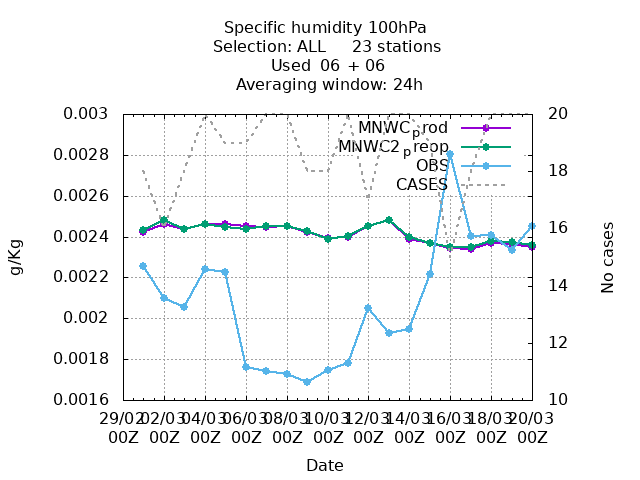 Specific humidity 100hPa
Selection: ALL 23 stations
Used 06 + 06
Averaging window: 24h
0.003
0.0028
0.0026
0.0024
0.0022
0.002
0.0018
0.0016
g/Kg
20
18
16
14
12
10
No cases
MNWCprod
MNWC2preop
OBS
CASES
29/02 02/03 04/03 06/03 08/03 10/03 12/03 14/03 16/03 18/03 20/03
00Z 00Z 00Z 00Z 00Z 00Z 00Z 00Z 00Z 00Z 00Z
Date